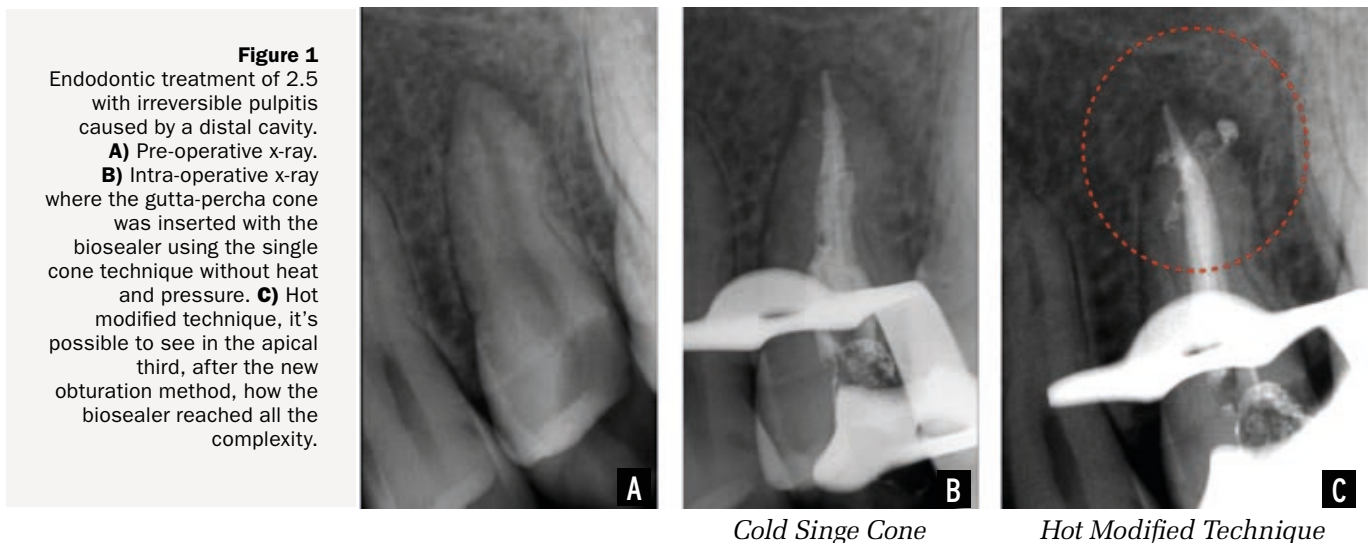 Figure 1
Endodontic treatment of 2.5
with irreversible pulpitis
caused by a distal cavity.
A) Pre-operative x-ray.
B) Intra-operative x-ray
where the gutta-percha cone
was inserted with the
biosealer using the single
cone technique without heat
and pressure. C) Hot
modified technique, it's
possible to see in the apical
third, after the new
obturation method, how the
biosealer reached all the
complexity.
A
B
C
Cold Singe Cone
Hot Modified Technique